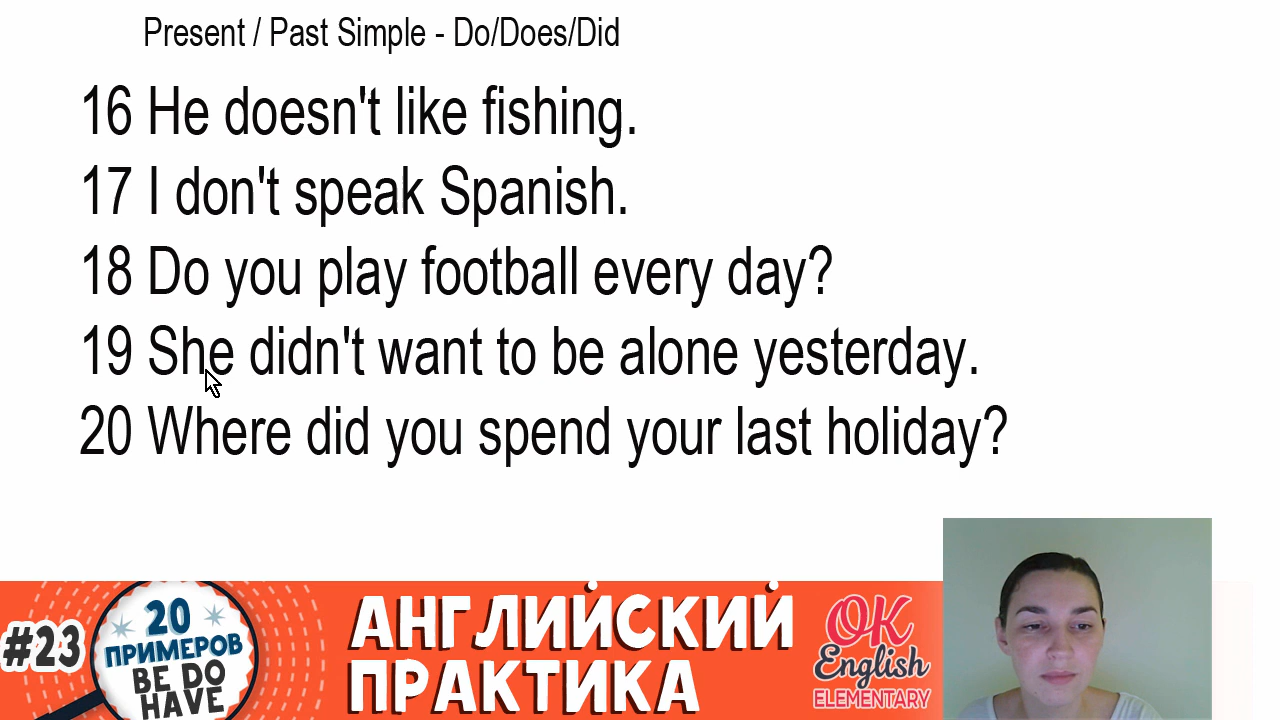 Present / Past Simple - Do/Does/Did
16 He doesn't like fishing.
17 I don't speak Spanish.
18 Do you play football every day?
19 She didn't want to be alone yesterday.
20 Where did you spend your last holiday?
#23
20
ПРИМЕРОВ
BE DO
HAVE
АНГЛИЙСКИЙ
ПРАКТИКА
OK
English
ELEMENTARY